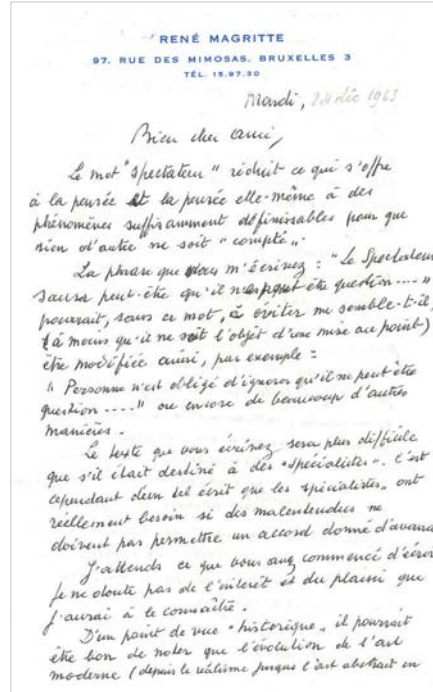 RENÉ MAGRITTE
97, RUE DES MIMOSAS, BRUXELLES 3
TÉL. 15.97.30
Mardi, 24 déc 1963
Bien cher ami,
Le mot "spectateur" réduit ce qui s'offre
à la pensée et la pensée elle-même à des
phénomènes suffisamment définissables pour que
rien d'autre ne soit "compté".
La phrase que vous m'écrivez : "Le Spectateur
saura peut-être qu'il être question...."
pourrait, sans ce mot, à éviter me semble-t-il,
(à moins qu'il ne soit l'objet d'une mise au point)
être modifiée ainsi, par exemple =
"Personne n'est obligé d'ignorer qu'il ne peut être
question...." ou encore de beaucoup d'autres
manières.
Le texte que vous écrivez sera plus difficile
que s'il était destiné à des "spécialistes". C'est
cependant d'un tel écrit que les spécialistes ont
réellement besoin si des malentendus ne
doivent pas permettre un accord donné d'avance
J'attends ce que vous avez commencé d'écrire
Je ne doute pas de l'intérêt et du plaisir que
j'aurai à le connaître.
D'un point de vue "historique", il pourrait
être bon de noter que l'évolution de l'art
moderne (depuis le réalisme jusque l'art abstrait en